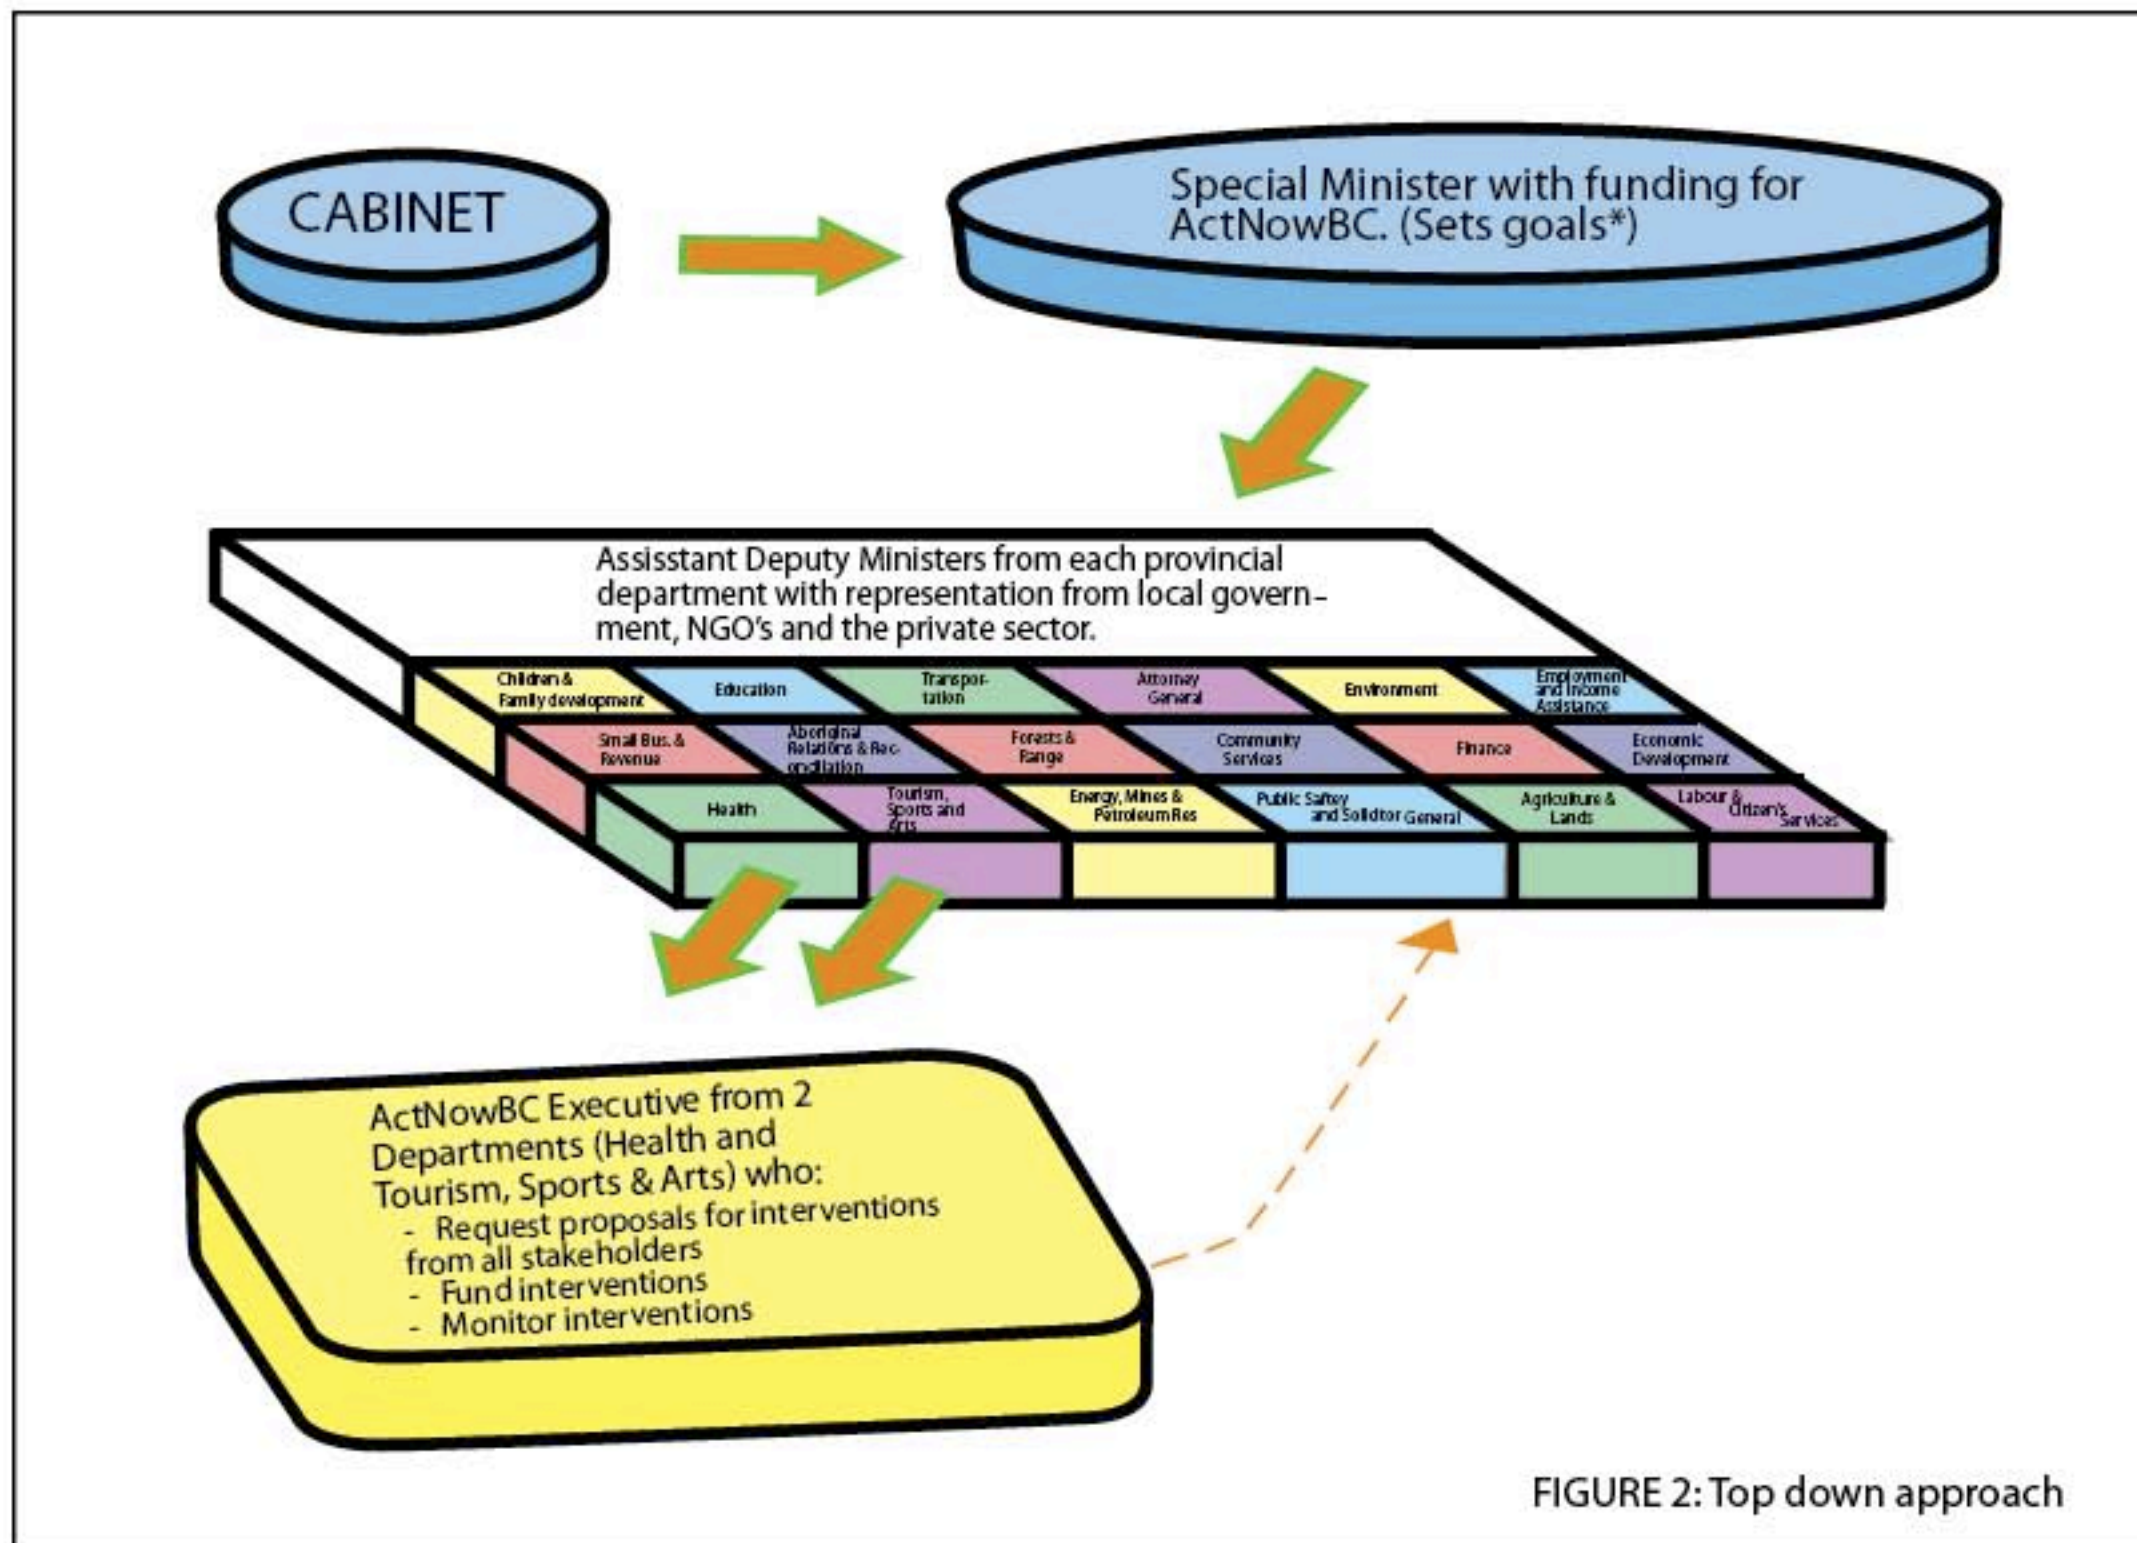 CABINET
Special Minister with funding for
ActNowBC. (Sets goals*)
Assisstant Deputy Ministers from each provincial
department with representation from local govern-
ment, NGO's and the private sector.
Children &
Family development
Education
Transpor-
tation
Attorney
General
Environment
Employment
and Income
Assistance
Small Bus. &
Revenue
Aboriginal
Relations & Rec-
onciliation
Forests &
Range
Community
Services
Finance
Economic
Development
Health
Tourism,
Sports and
Arts
Energy, Mines &
Petroleum Res
Public Saftey
and Solicitor General
Agriculture &
Lands
Labour &
Citizen's
Services
ActNowBC Executive from 2
Departments (Health and
Tourism, Sports & Arts) who:
- Request proposals for interventions
from all stakeholders
- Fund interventions
- Monitor interventions
FIGURE 2: Top down approach